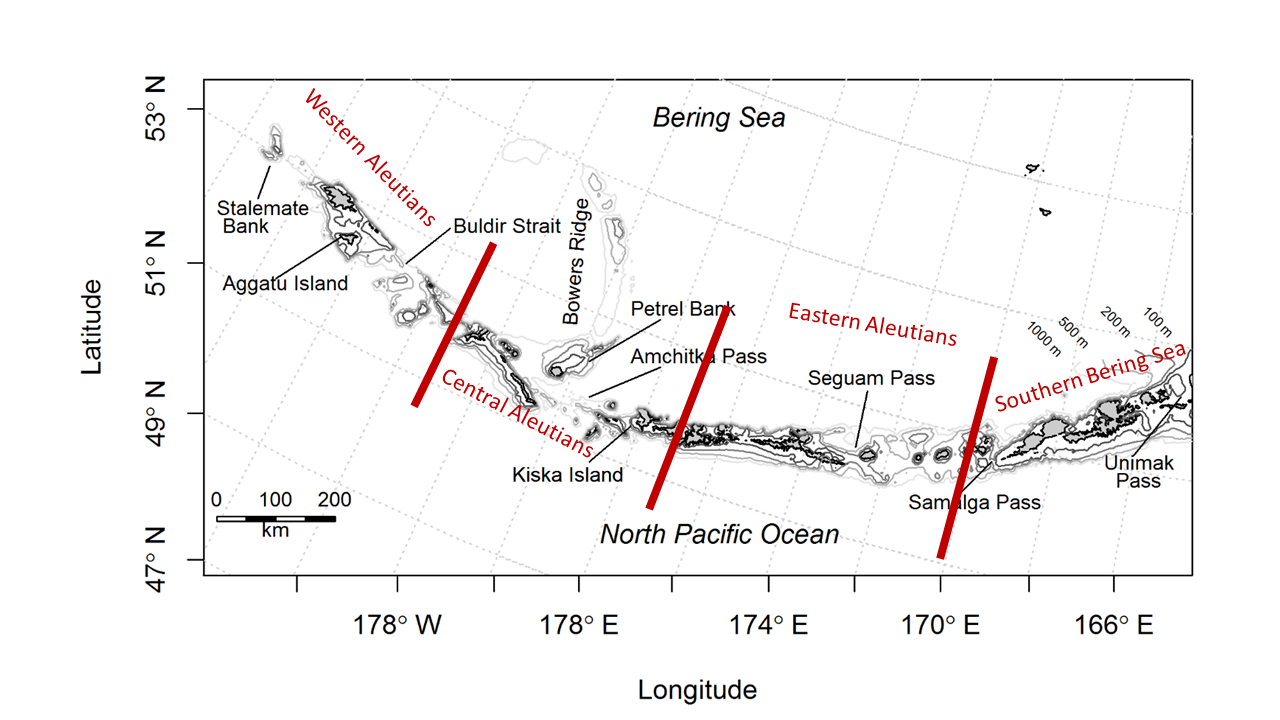 53° N
51° N
49° N
47° N
Latitude
Bering Sea
Western Aleutians
Stalemate
Bank
Aggatu Island
Buldir Strait
Bowers Ridge
Petrel Bank
Amchitka Pass
Eastern Aleutians
Seguam Pass
1000 m
500 m
200 m
100 m
Southern Bering Sea
Central Aleutians
Kiska Island
Samalga Pass
Unimak
Pass
North Pacific Ocean
0 100 200
km
178° W
178° E
174° E
170° E
166° E
Longitude